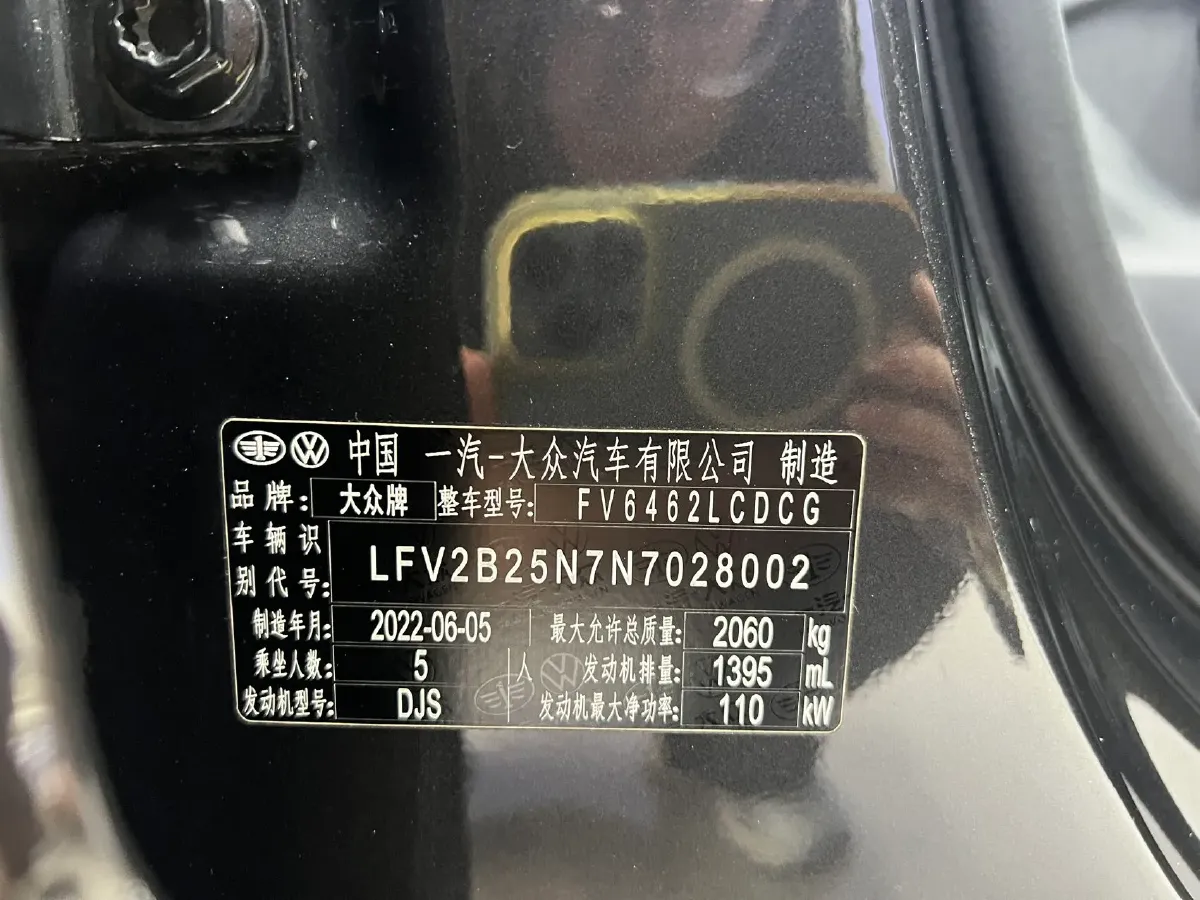 中国 一汽-大众汽车有限公司 制造
品牌: 大众牌 整车型号: FV6462LCDCG
车辆识别代号: LFV2B25N7N7028002
制造年月: 2022-06-05 最大允许总质量: 2060 kg
乘坐人数: 5 人 发动机排量: 1395 mL
发动机型号: DJS 发动机最大净功率: 110 kW